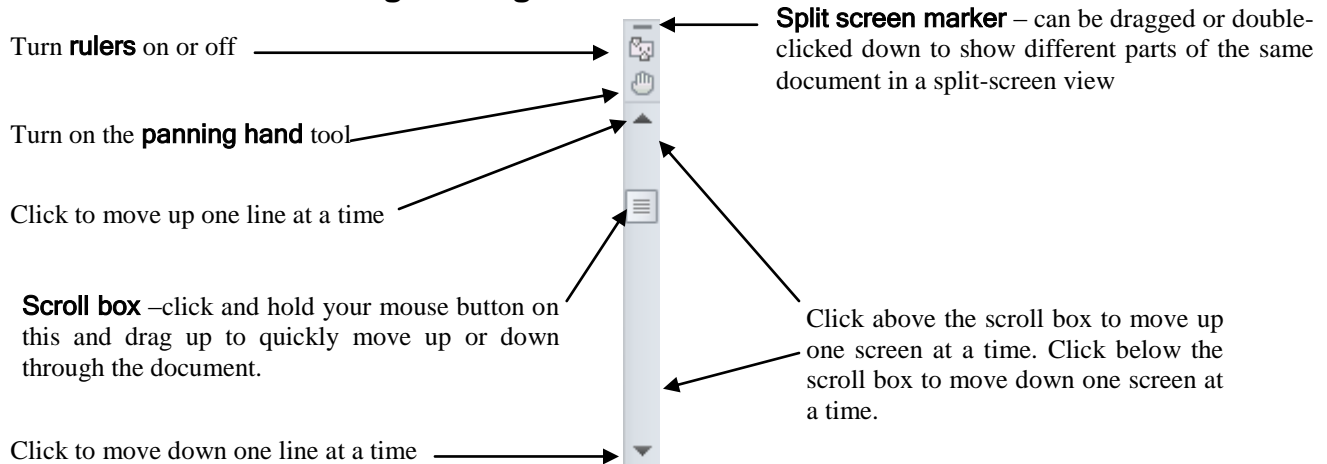 Turn rulers on or off
Turn on the panning hand tool
Click to move up one line at a time
Scroll box –click and hold your mouse button on
this and drag up to quickly move up or down
through the document.
Click to move down one line at a time
Split screen marker – can be dragged or double-
clicked down to show different parts of the same
document in a split-screen view
Click above the scroll box to move up
one screen at a time. Click below the
scroll box to move down one screen at
a time.